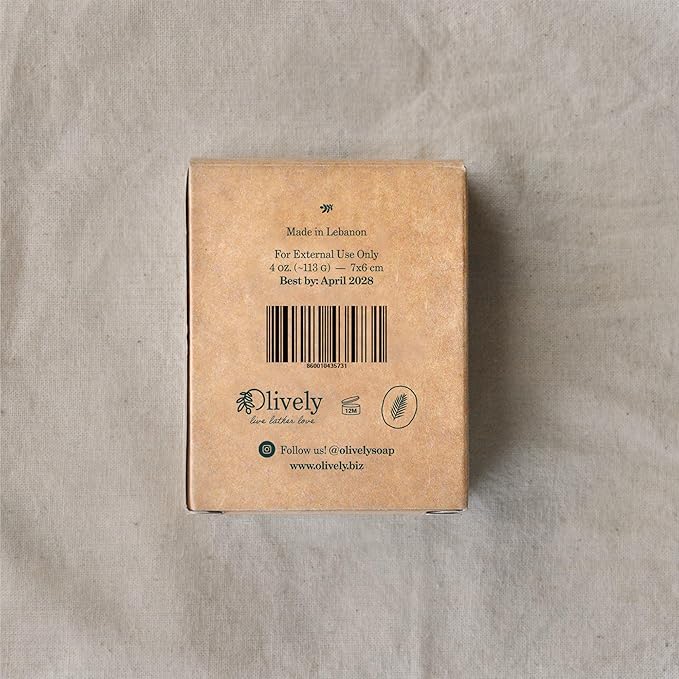 Made in Lebanon
For External Use Only
4 OZ. (~113 G) — 7x6 cm
Best by: April 2028
860010435731
Olively
live lather love
12M
Follow us! @olivelysoap
www.olively.biz